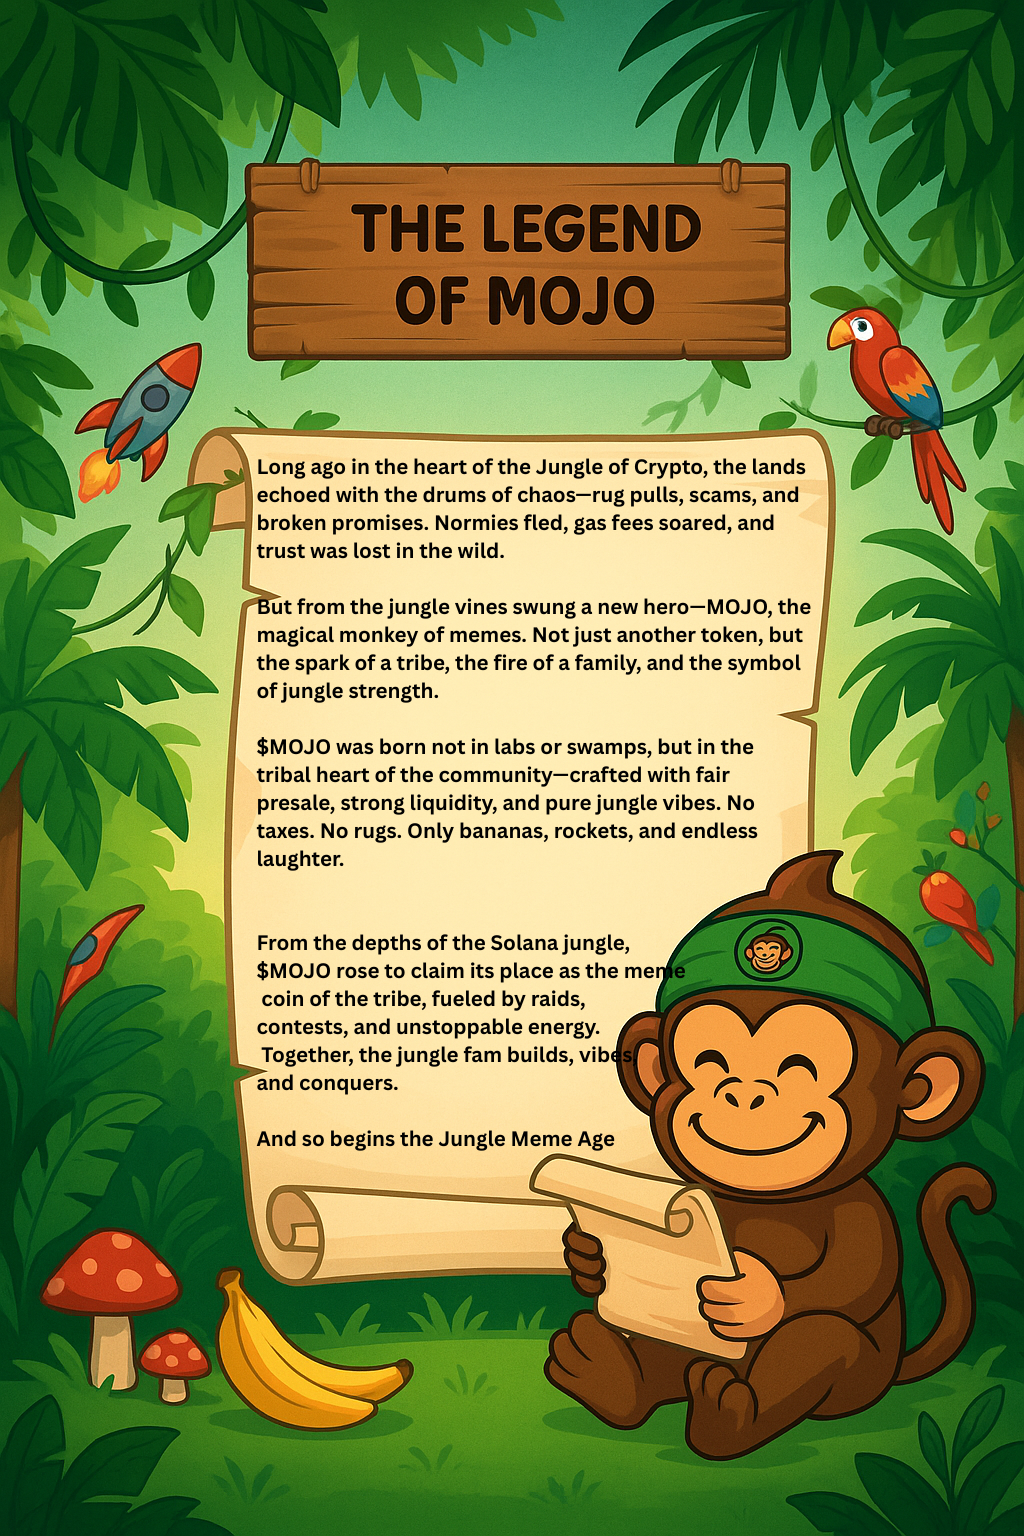 THE LEGEND
OF MOJO
Long ago in the heart of the Jungle of Crypto, the lands
echoed with the drums of chaos—rug pulls, scams, and
broken promises. Normies fled, gas fees soared, and
trust was lost in the wild.
But from the jungle vines swung a new hero—MOJO, the
magical monkey of memes. Not just another token, but
the spark of a tribe, the fire of a family, and the symbol
of jungle strength.
$MOJO was born not in labs or swamps, but in the
tribal heart of the community—crafted with fair
presale, strong liquidity, and pure jungle vibes. No
taxes. No rugs. Only bananas, rockets, and endless
laughter.
From the depths of the Solana jungle,
$MOJO rose to claim its place as the meme
coin of the tribe, fueled by raids,
contests, and unstoppable energy.
Together, the jungle fam builds, vibes,
and conquers.
And so begins the Jungle Meme Age